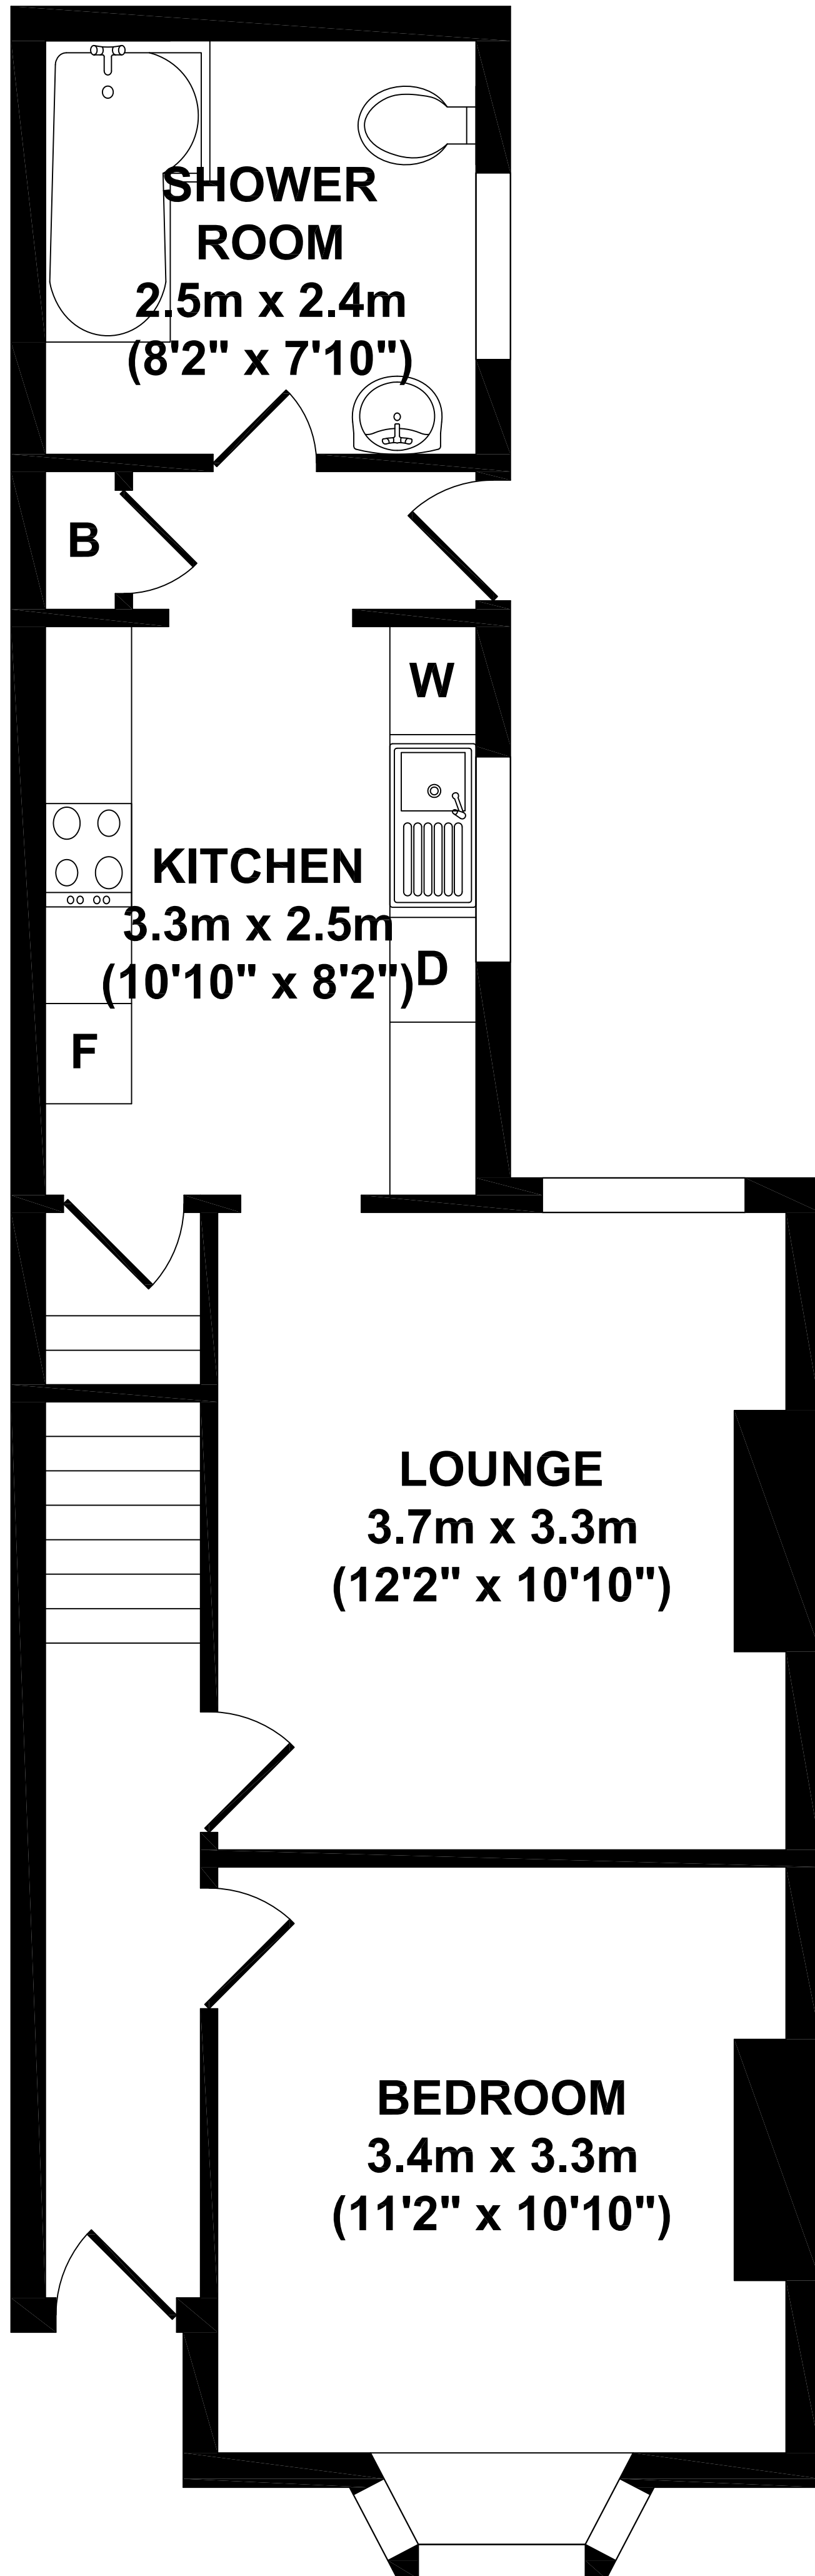 SHOWER
ROOM
2.5m x 2.4m
(8'2" x 7'10")
B
W
KITCHEN
3.3m x 2.5m
(10'10" x 8'2")
D
F
LOUNGE
3.7m x 3.3m
(12'2" x 10'10")
BEDROOM
3.4m x 3.3m
(11'2" x 10'10")